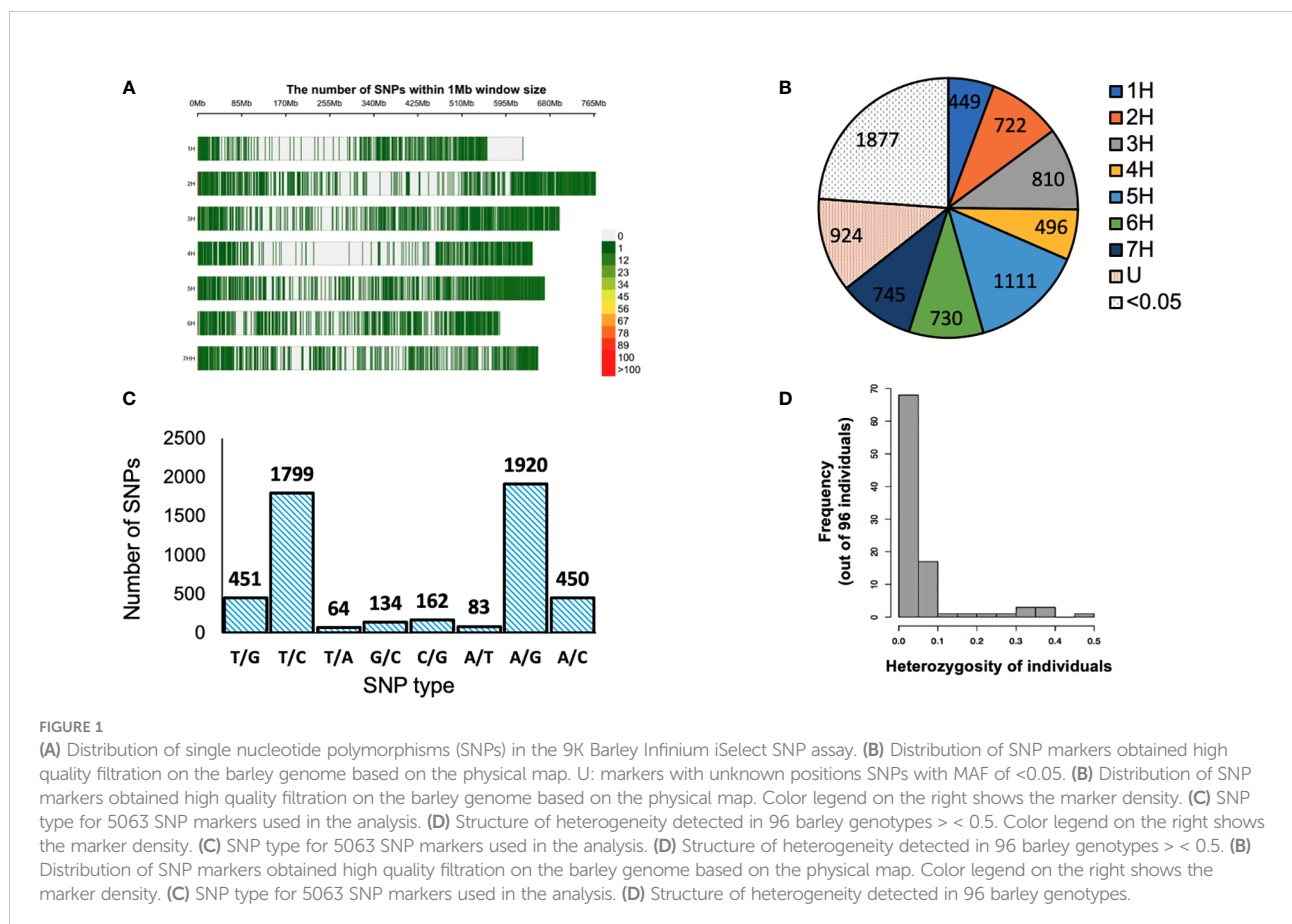 A
The number of SNPs within 1Mb window size
0Mb 85Mb 170Mb 255Mb 340Mb 425Mb 510Mb 595Mb 680Mb 765Mb
1H
2H
3H
4H
5H
6H
7HH
0
1
12
23
34
45
56
67
78
89
100
>100
B
449
722
810
496
1111
730
745
924
1877
1H
2H
3H
4H
5H
6H
7H
U
<0.05
C
Number of SNPs
2500
2000
1500
1000
500
0
451
1799
64
134
162
83
1920
450
T/G T/C T/A G/C C/G A/T A/G A/C
SNP type
D
Frequency
(out of 96 individuals)
70
60
50
40
30
20
10
0
0.0 0.1 0.2 0.3 0.4 0.5
Heterozygosity of individuals
FIGURE 1
(A) Distribution of single nucleotide polymorphisms (SNPs) in the 9K Barley Infinium iSelect SNP assay. (B) Distribution of SNP markers obtained high
quality filtration on the barley genome based on the physical map. U: markers with unknown positions SNPs with MAF of <0.05. (B) Distribution of SNP
markers obtained high quality filtration on the barley genome based on the physical map. Color legend on the right shows the marker density. (C) SNP
type for 5063 SNP markers used in the analysis. (D) Structure of heterogeneity detected in 96 barley genotypes > < 0.5. Color legend on the right shows
the marker density. (C) SNP type for 5063 SNP markers used in the analysis. (D) Structure of heterogeneity detected in 96 barley genotypes > < 0.5. (B)
Distribution of SNP markers obtained high quality filtration on the barley genome based on the physical map. Color legend on the right shows the
marker density. (C) SNP type for 5063 SNP markers used in the analysis. (D) Structure of heterogeneity detected in 96 barley genotypes.